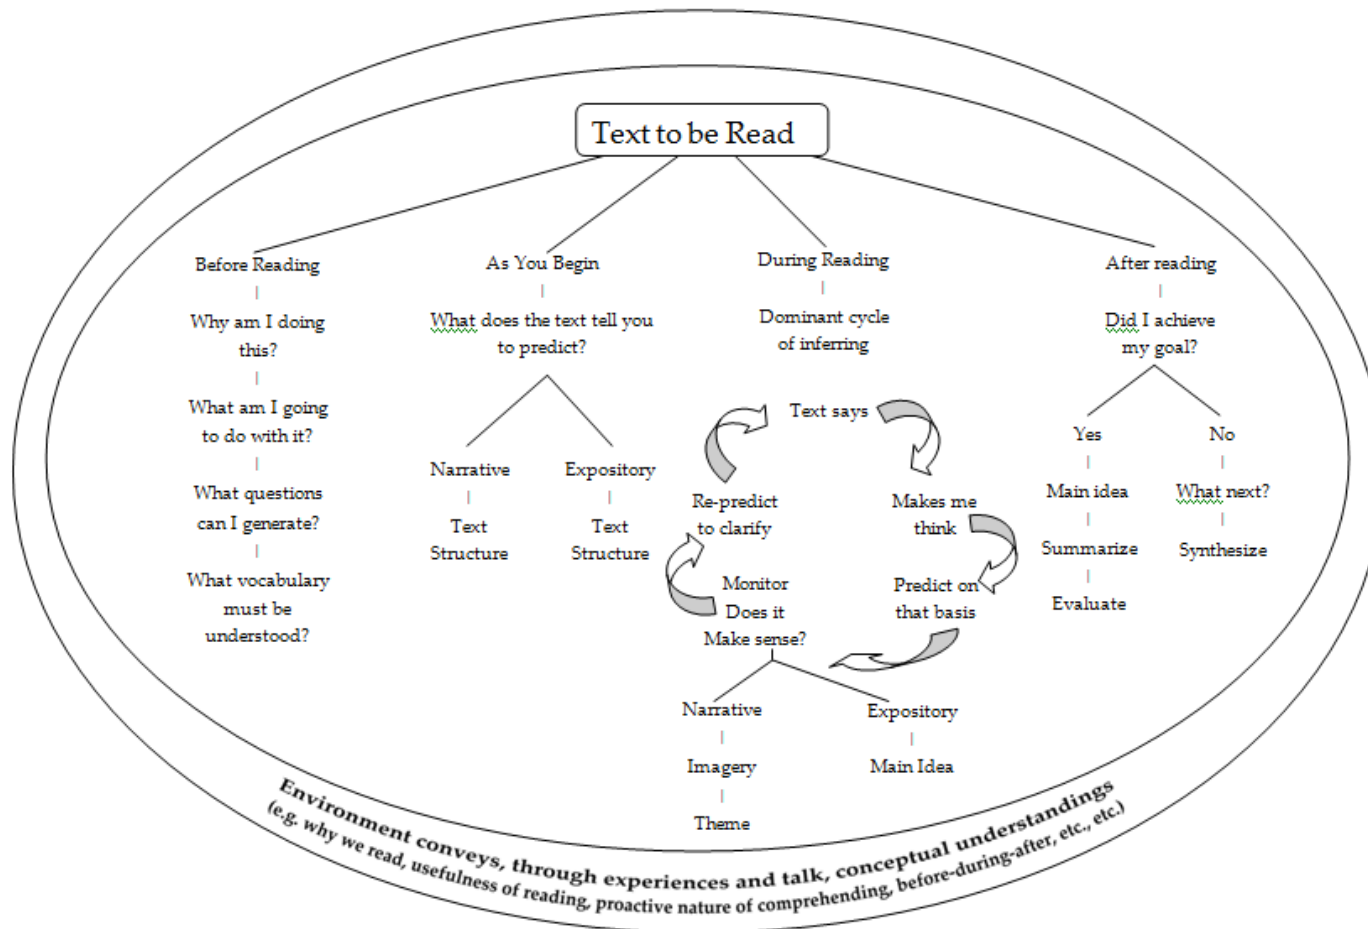 Text to be Read
Before Reading
Why am I doing
this?
What am I going
to do with it?
What questions
can I generate?
What vocabulary
must be
understood?
As You Begin
What does the text tell you
to predict?
Narrative
Text
Structure
Expository
Text
Structure
During Reading
Dominant cycle
of inferring
Text says
Makes me
think
Predict on
that basis
Monitor
Does it
Make sense?
Re-predict
to clarify
Narrative
Imagery
Theme
Expository
Main Idea
After reading
Did I achieve
my goal?
Yes
Main idea
Summarize
Evaluate
No
What next?
Synthesize
Environment conveys, through experiences and talk, conceptual understandings
(e.g. why we read, usefulness of reading, proactive nature of comprehending, before-during-after, etc., etc.)